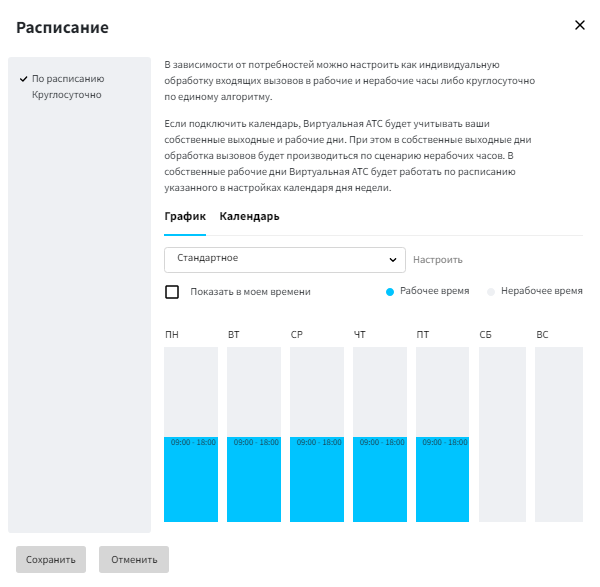 Расписание
По расписанию
Круглосуточно
В зависимости от потребностей можно настроить как индивидуальную
обработку входящих вызовов в рабочие и нерабочие часы либо круглосуточно
по единому алгоритму.
Если подключить календарь, Виртуальная АТС будет учитывать ваши
собственные выходные и рабочие дни. При этом в собственные выходные дни
обработка вызовов будет производиться по сценарию нерабочих часов. В
собственные рабочие дни Виртуальная АТС будет работать по расписанию
указанного в настройках календаря дня недели.
График Календарь
Стандартное Настроить
Показать в моем времени Рабочее время Нерабочее время
ПН ВТ СР ЧТ ПТ СБ ВС
09:00 - 18:00 09:00 - 18:00 09:00 - 18:00 09:00 - 18:00 09:00 - 18:00
Сохранить Отменить